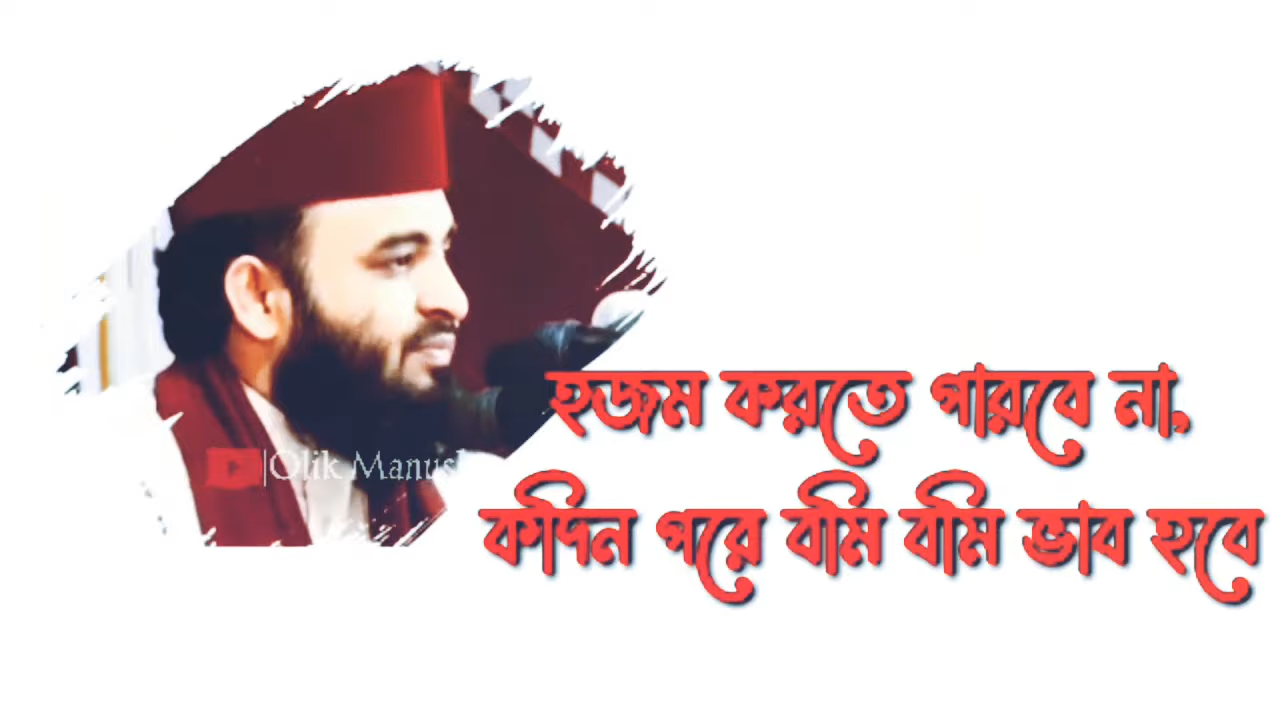 |Olik Manus
হজম করতে পারবে না,
কদিন পরে বমি বমি ভাব হবে